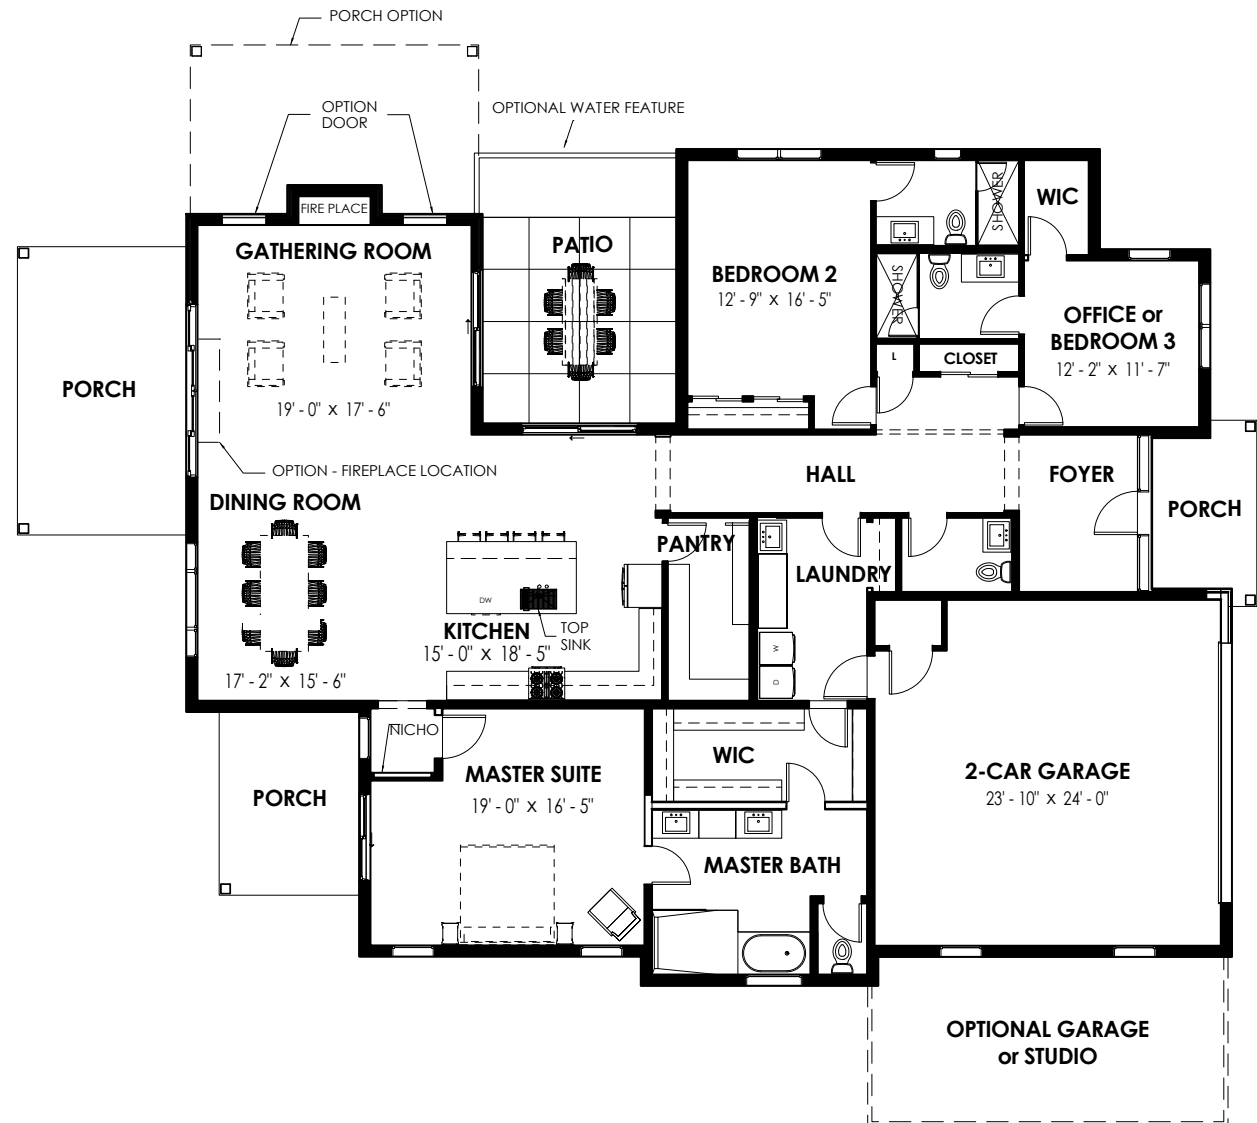 PORCH OPTION
OPTION
DOOR
OPTIONAL WATER FEATURE
FIRE PLACE
GATHERING ROOM
19' - 0" x 17' - 6"
PATIO
BEDROOM 2
12' - 9" x 16' - 5"
SHOWER
SHOWER
WIC
L
CLOSET
OFFICE or
BEDROOM 3
12' - 2" x 11' - 7"
PORCH
OPTION - FIREPLACE LOCATION
DINING ROOM
17' - 2" x 15' - 6"
HALL
FOYER
PORCH
PANTRY
LAUNDRY
W
D
DW
TOP
SINK
KITCHEN
15' - 0" x 18' - 5"
NICHO
PORCH
MASTER SUITE
19' - 0" x 16' - 5"
WIC
MASTER BATH
2-CAR GARAGE
23' - 10" x 24' - 0"
OPTIONAL GARAGE
or STUDIO